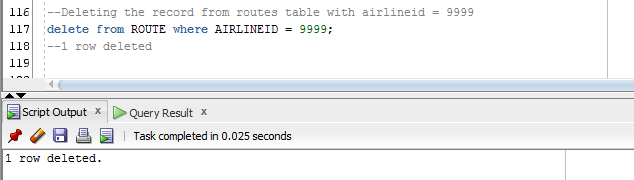 116 --Deleting the record from routes table with airlineid = 9999
117 delete from ROUTE where AIRLINEID = 9999;
118 --1 row deleted
119
Script Output x Query Result x
Task completed in 0.025 seconds
1 row deleted.